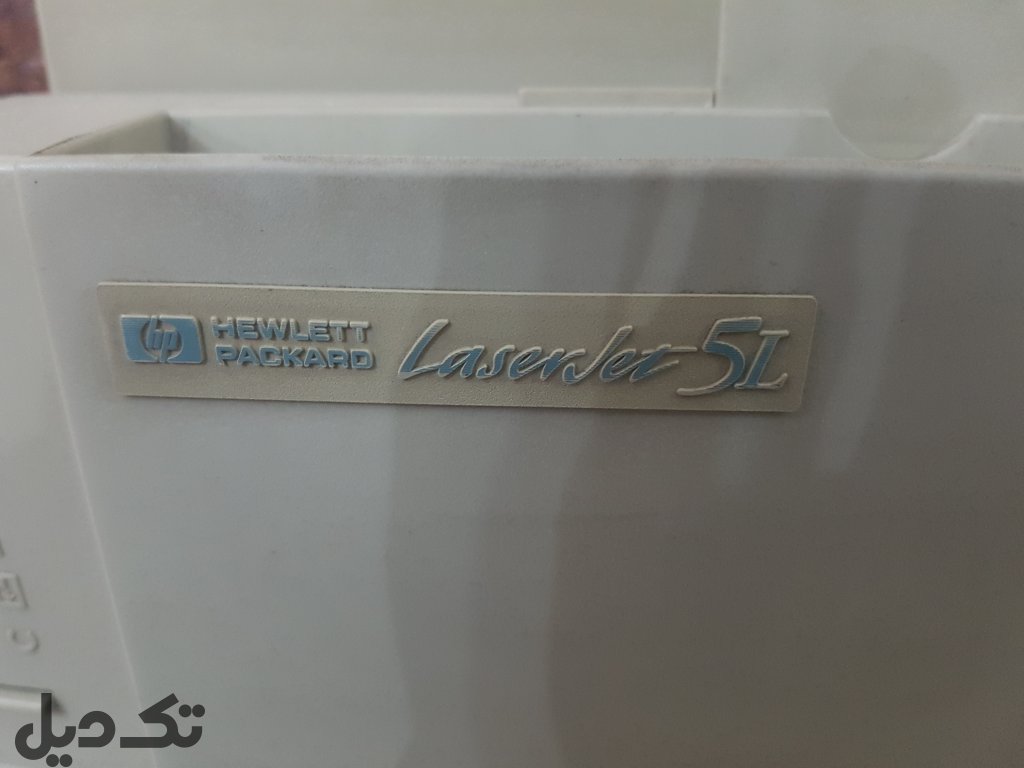 hp HEWLETT PACKARD LaserJet 5L
تک دیل